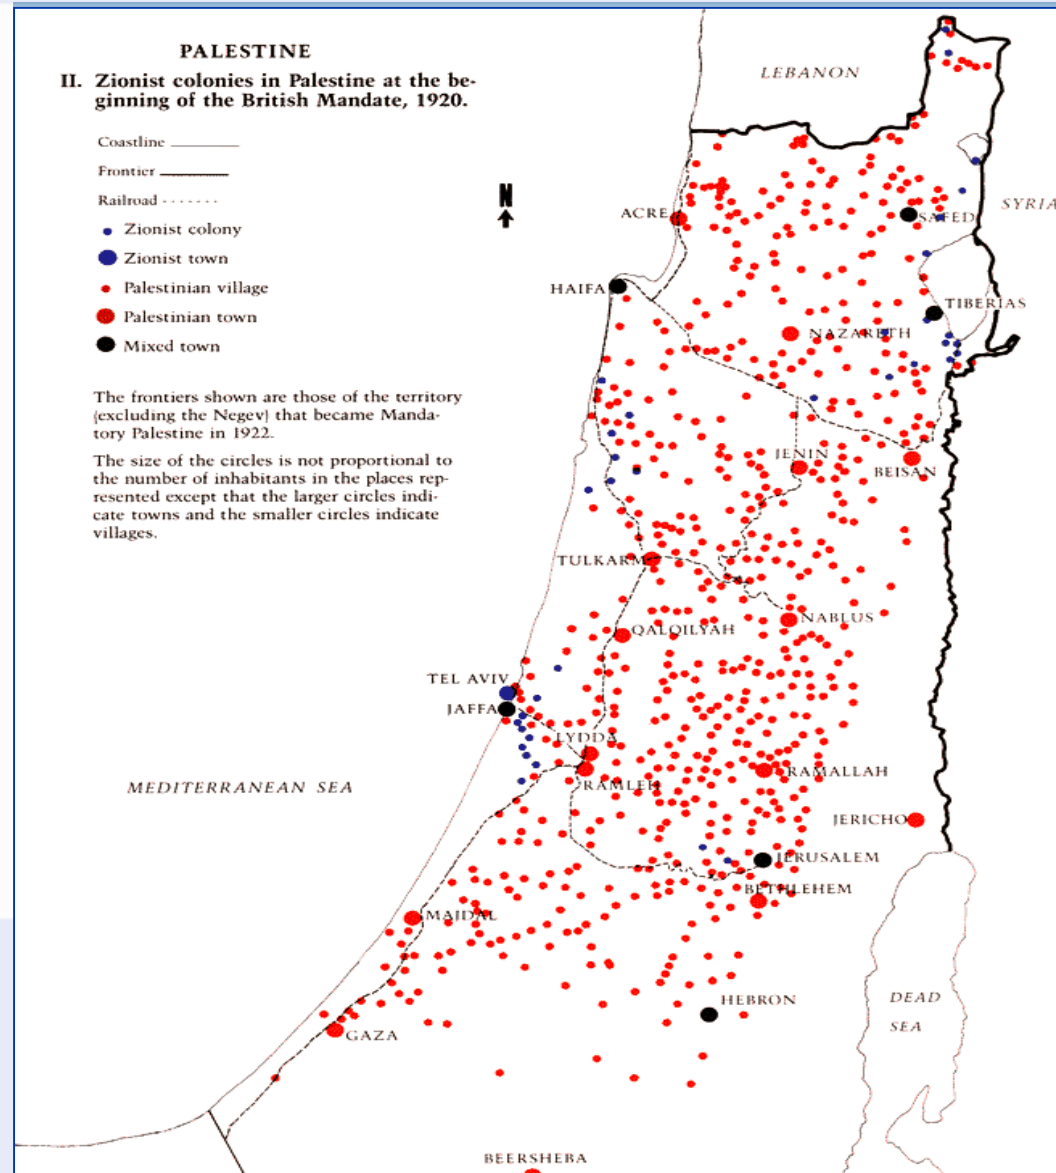 PALESTINE
II. Zionist colonies in Palestine at the be-
ginning of the British Mandate, 1920.
Coastline
Frontier
Railroad
Zionist colony
Zionist town
Palestinian village
Palestinian town
Mixed town
The frontiers shown are those of the territory
(excluding the Negev) that became Manda-
tory Palestine in 1922.
The size of the circles is not proportional to
the number of inhabitants in the places rep-
resented except that the larger circles indi-
cate towns and the smaller circles indicate
villages.
N
LEBANON
SYRIA
ACRE
SAFED
HAIFA
TIBERIAS
NAZARETH
JENIN
BEISAN
TULKARM
NABLUS
QALQILYAH
TEL AVIV
JAFFA
LYDDA
RAMLEH
RAMALLAH
MEDITERRANEAN SEA
JERICHO
JERUSALEM
BETHLEHEM
MAJDAL
HEBRON
DEAD
SEA
GAZA
BEERSHEBA